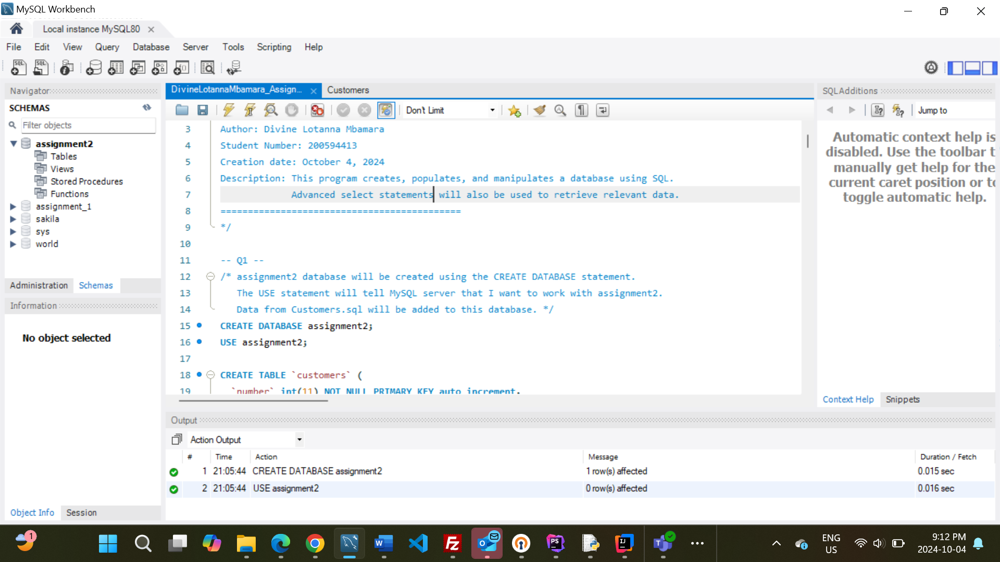 MySQL Workbench
Local instance MySQL80
File Edit View Query Database Server Tools Scripting Help
Navigator
SCHEMAS
Filter objects
assignment2
Tables
Views
Stored Procedures
Functions
assignment_1
sakila
sys
world
Administration Schemas
Information
No object selected
Object Info Session
DivineLotannaMbamara_Assign... Customers
Don't Limit
3 Author: Divine Lotanna Mbamara
4 Student Number: 200594413
5 Creation date: October 4, 2024
6 Description: This program creates, populates, and manipulates a database using SQL.
7 Advanced select statements will also be used to retrieve relevant data.
8 ============================================
9 */
10
11 -- Q1 --
12 /* assignment2 database will be created using the CREATE DATABASE statement.
13 The USE statement will tell MySQL server that I want to work with assignment2.
14 Data from Customers.sql will be added to this database. */
15 CREATE DATABASE assignment2;
16 USE assignment2;
17
18 CREATE TABLE `customers` (
19 `number` int(11) NOT NULL PRIMARY KEY auto_increment,
SQLAdditions
Jump to
Automatic context help is
disabled. Use the toolbar t
manually get help for the
current caret position or to
toggle automatic help.
Context Help Snippets
Output
Action Output
# Time Action Message Duration / Fetch
1 21:05:44 CREATE DATABASE assignment2 1 row(s) affected 0.015 sec
2 21:05:44 USE assignment2 0 row(s) affected 0.016 sec
1
ENG
US
9:12 PM
2024-10-04